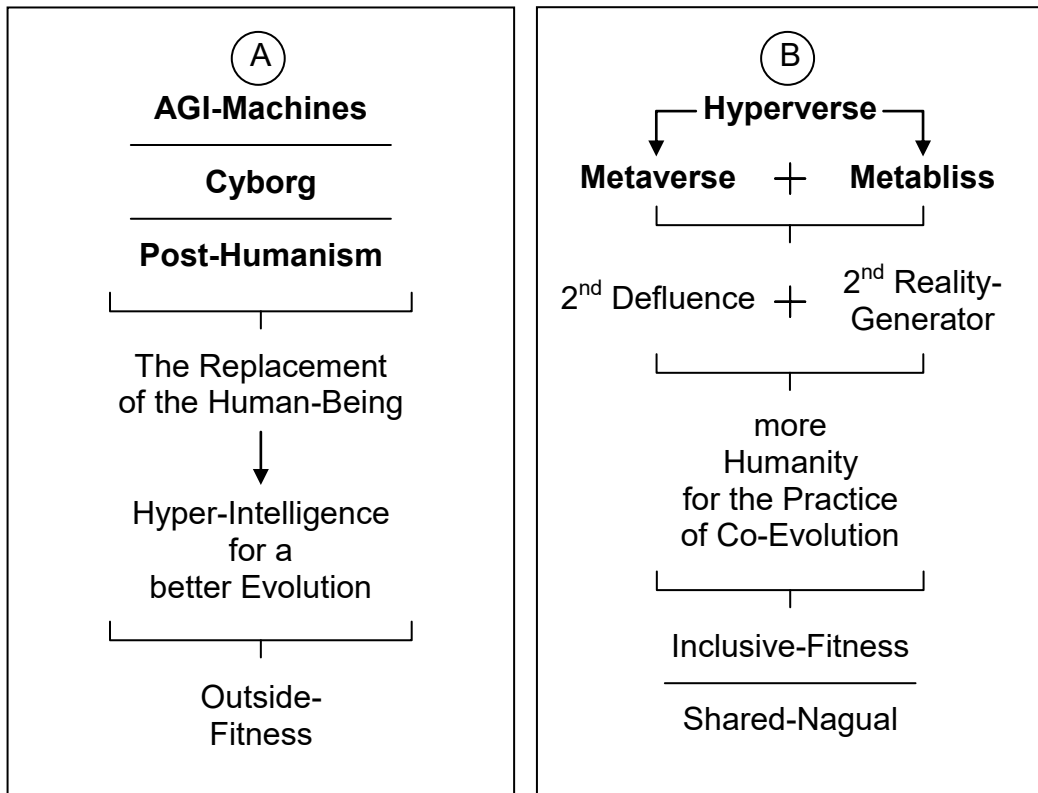 A
AGI-Machines
Cyborg
Post-Humanism
The Replacement
of the Human-Being
Hyper-Intelligence
for a
better Evolution
Outside-
Fitness
B
Hyperverse
Metaverse + Metabliss
2nd Defluence + 2nd Reality-
Generator
more
Humanity
for the Practice
of Co-Evolution
Inclusive-Fitness
Shared-Nagual